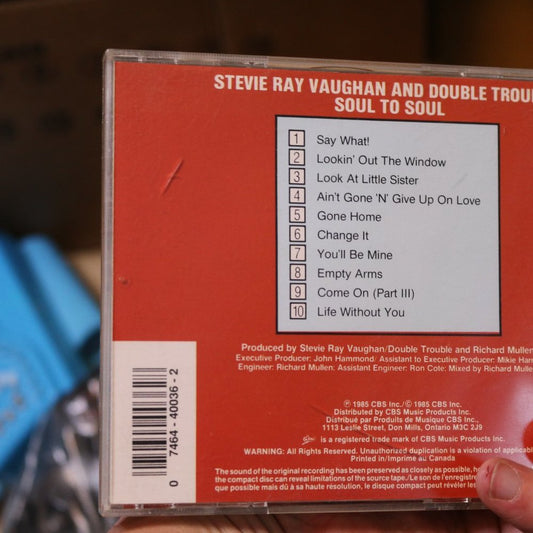 STEVIE RAY VAUGHAN AND DOUBLE TROUB
SOUL TO SOUL
1 Say What!
2 Lookin' Out The Window
3 Look At Little Sister
4 Ain't Gone 'N' Give Up On Love
5 Gone Home
6 Change It
7 You'll Be Mine
8 Empty Arms
9 Come On (Part III)
10 Life Without You
Produced by Stevie Ray Vaughan/Double Trouble and Richard Mullen
Executive Producer: John Hammond/ Assistant to Executive Producer: Mikie Harr
Engineer: Richard Mullen: Assistant Engineer: Ron Cote: Mixed by Richard Mulle
℗ 1985 CBS Inc./© 1985 CBS Inc.
Distributed by CBS Music Products Inc.
Distribué par Produits de Musique CBS Inc.
1113 Leslie Street, Don Mills, Ontario M3C 2J9
Epic is a registered trade mark of CBS Music Products Inc.
WARNING: All Rights Reserved. Unauthorized duplication is a violation of applicab
Printed in/Imprimé au Canada
The sound of the original recording has been preserved as closely as possible, ho
the compact disc can reveal limitations of the source tape./Le son de l'enregistre
que possible mais dû à sa haute résolution, le disque compact peut révéler les
0 7464-40036-2